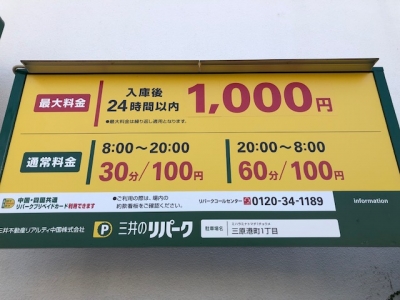 最大料金
入庫後
24時間以内
1,000円
●最大料金は繰り返し適用となります。
通常料金
8:00～20:00
30分/100円
20:00～8:00
60分/100円
中国・四国共通
リパークプリペイドカード利用できます
●ご利用の際は、場内の
約款看板をご確認ください。
リパークコールセンター
0120-34-1189
information
三井不動産リアルティ中国株式会社
P 三井のリパーク
駐車場名
三原港町1丁目